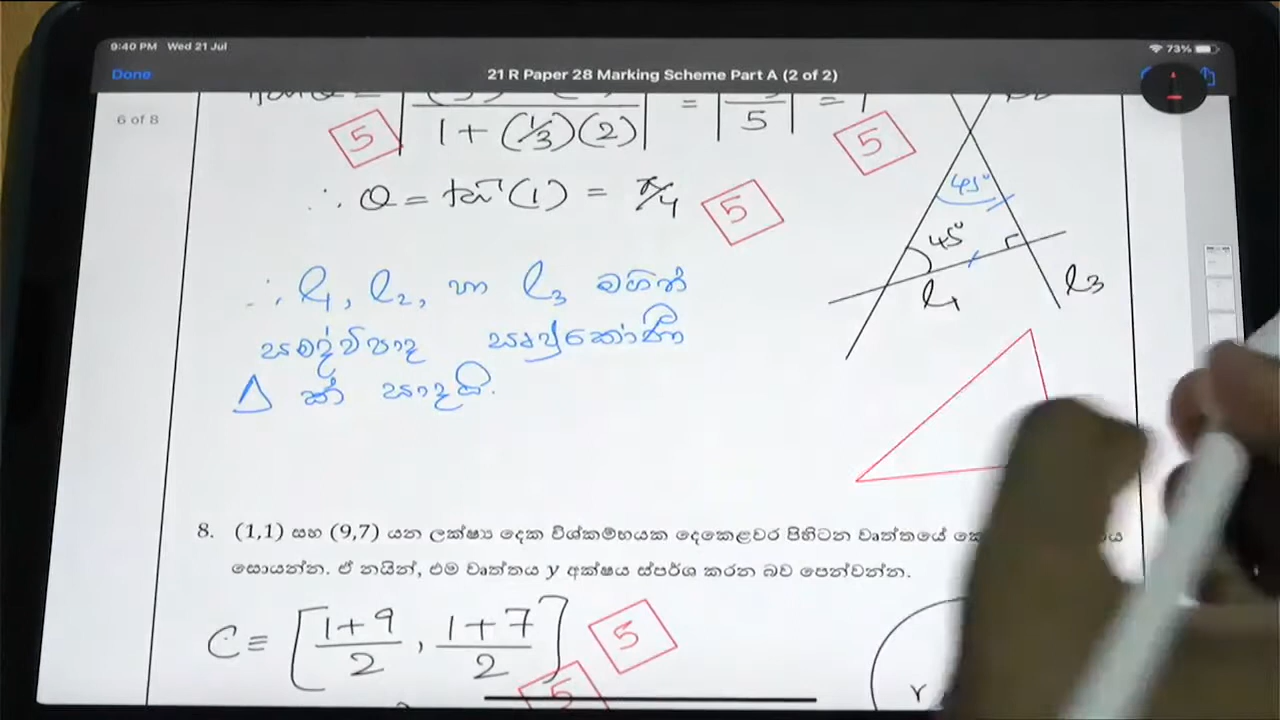 9:40 PM Wed 21 Jul
73%
Done
21 R Paper 28 Marking Scheme Part A (2 of 2)
6 of 8
1 + (1/3)(2)
= | 5 | = 1
5
5
∴ θ = tan⁻¹(1) = π/4
5
45°
45°
l₁
l₃
∴ l₁, l₂, හා l₃ මගින්
සමද්විපාද සෘජුකෝණී
Δ ක් සාදයි.
8. (1,1) සහ (9,7) යන ලක්ෂ්‍ය දෙක විශ්කම්භයක දෙකෙළවර පිහිටන වෘත්තයේ
සොයන්න. ඒ නයින්, එම වෘත්තය y අක්ෂය ස්පර්ශ කරන බව පෙන්වන්න.
C ≡ [ (1+9)/2 , (1+7)/2 ]
5
5
r